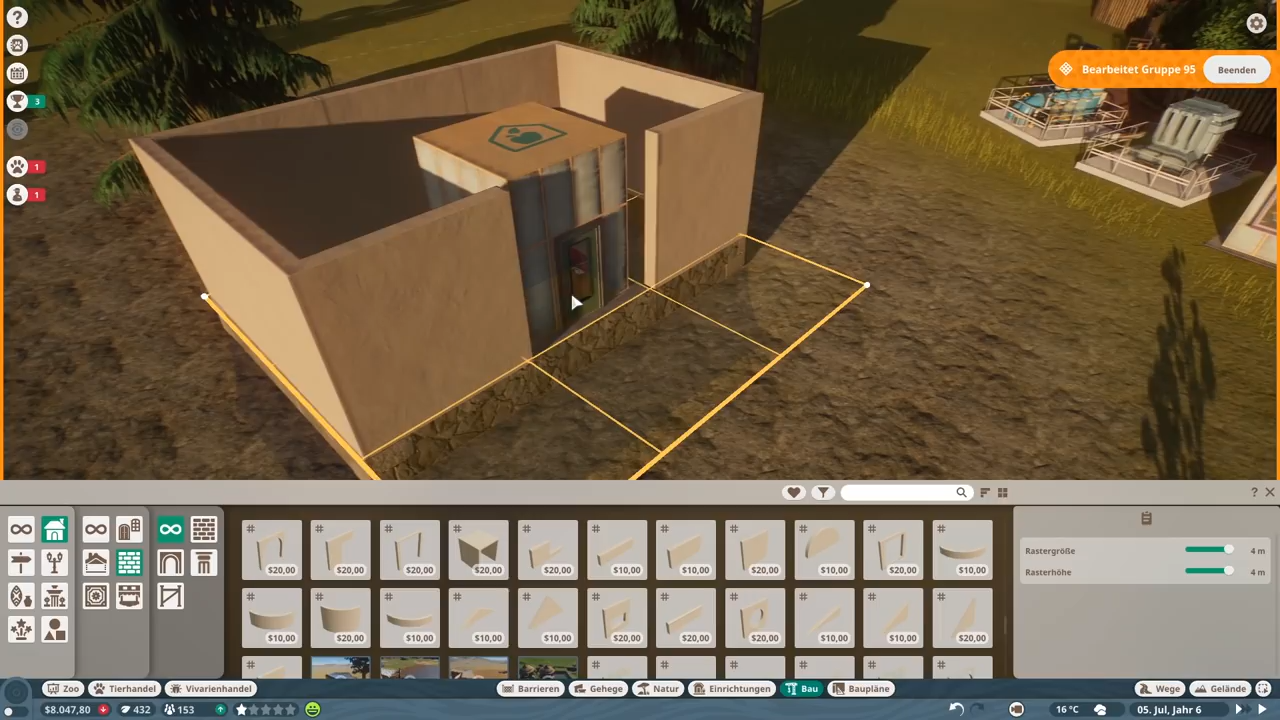 ?
Bearbeitet Gruppe 95
Beenden
3
1
1
? ×
∞ ∞ ∞
# $20,00 # $20,00 # $20,00 # $20,00 # $20,00 # $10,00 # $10,00 # $20,00 # $10,00 # $20,00 # $10,00
Rastergröße 4 m
Rasterhöhe 4 m
# $10,00 # $20,00 # $10,00 # $10,00 # $10,00 # $20,00 # $20,00 # $20,00 # $10,00 # $10,00 # $20,00
Zoo Tierhandel Vivarienhandel Barrieren Gehege Natur Einrichtungen Bau Baupläne Wege Gelände
$8.047,80 432 153 16 °C 05. Jul, Jahr 6